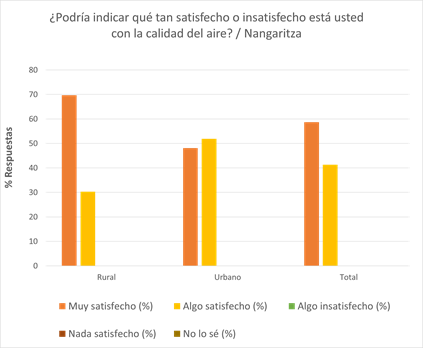 ¿Podría indicar qué tan satisfecho o insatisfecho está usted
con la calidad del aire? / Nangaritza
80
70
60
50
40
30
20
10
0
% Respuestas
Rural Urbano Total
Muy satisfecho (%) Algo satisfecho (%) Algo insatisfecho (%)
Nada satisfecho (%) No lo sé (%)